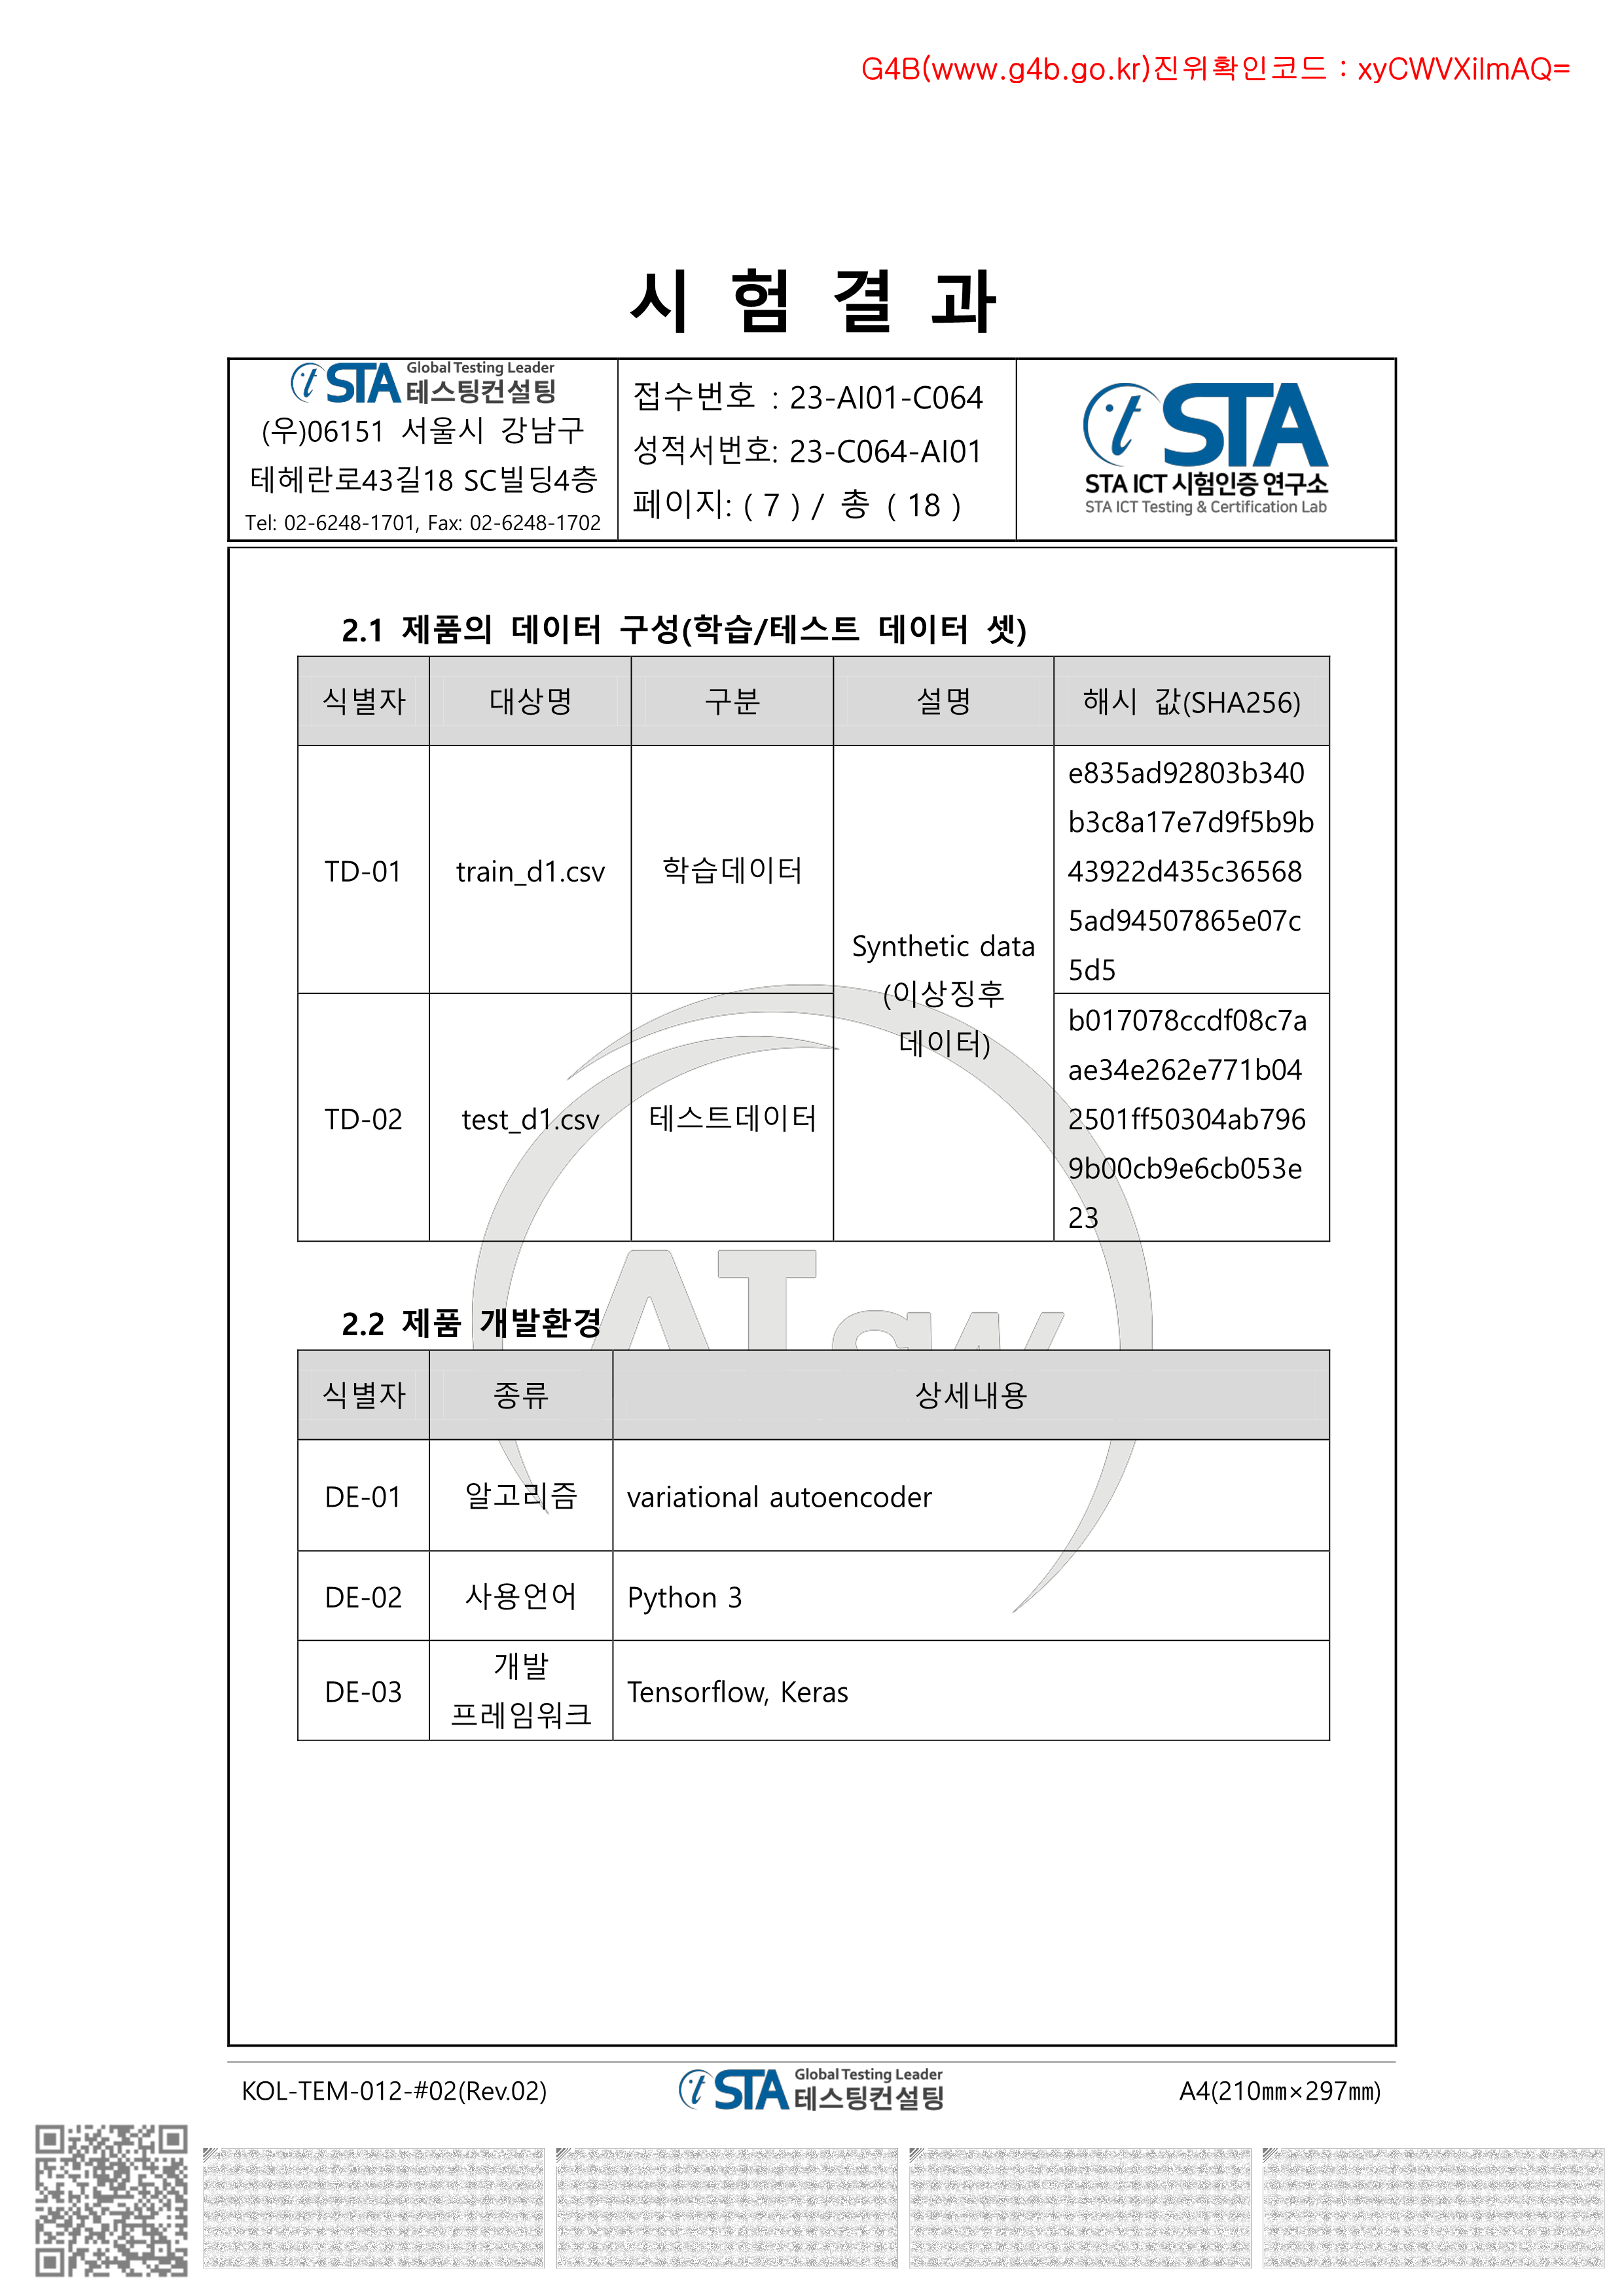 G4B(www.g4b.go.kr)진위확인코드 : xyCWVXiImAQ=
시 험 결 과
STA Global Testing Leader 테스팅컨설팅
(우)06151 서울시 강남구
테헤란로43길18 SC빌딩4층
Tel: 02-6248-1701, Fax: 02-6248-1702
접수번호 : 23-AI01-C064
성적서번호: 23-C064-AI01
페이지: ( 7 ) / 총 ( 18 )
STA
STA ICT 시험인증 연구소
STA ICT Testing & Certification Lab
2.1 제품의 데이터 구성(학습/테스트 데이터 셋)
식별자 대상명 구분 설명 해시 값(SHA256)
TD-01 train_d1.csv 학습데이터
Synthetic data
(이상징후
데이터)
e835ad92803b340
b3c8a17e7d9f5b9b
43922d435c36568
5ad94507865e07c
5d5
TD-02 test_d1.csv 테스트데이터
b017078ccdf08c7a
ae34e262e771b04
2501ff50304ab796
9b00cb9e6cb053e
23
2.2 제품 개발환경
식별자 종류 상세내용
DE-01 알고리즘 variational autoencoder
DE-02 사용언어 Python 3
DE-03 개발
프레임워크 Tensorflow, Keras
KOL-TEM-012-#02(Rev.02)
STA Global Testing Leader 테스팅컨설팅
A4(210㎜×297㎜)